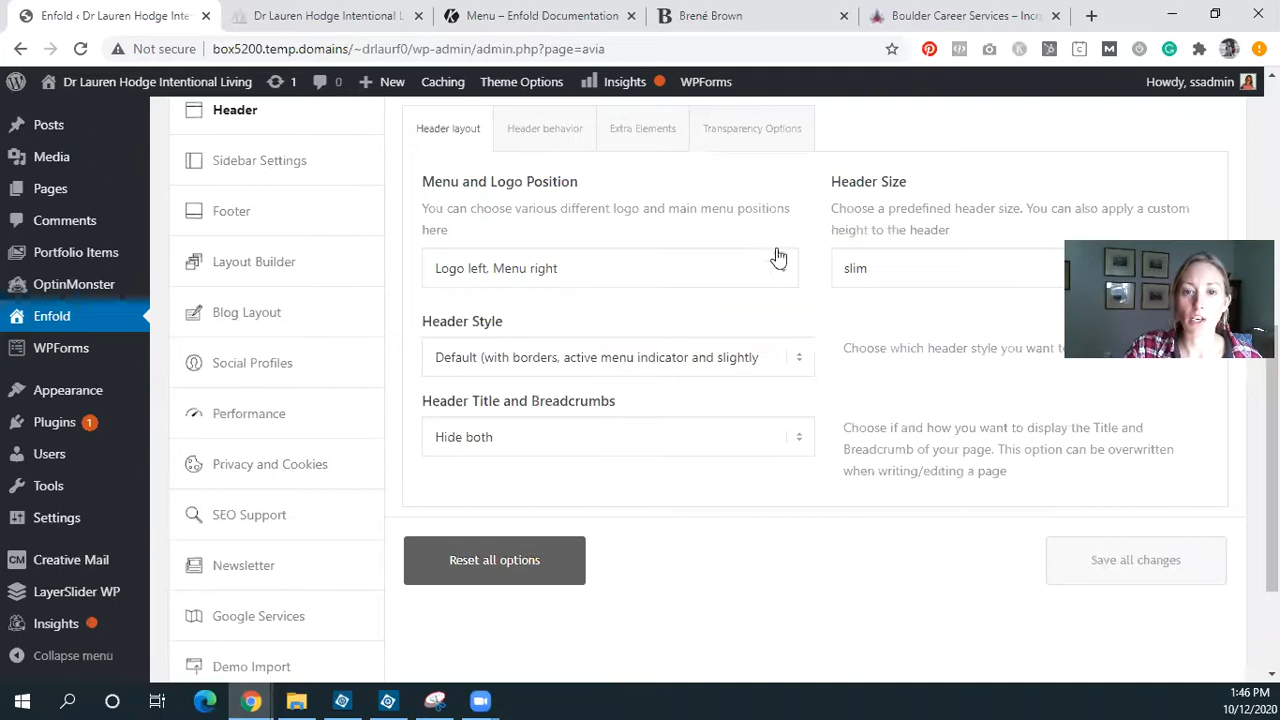 Enfold ‹ Dr Lauren Hodge Inte
Dr Lauren Hodge Intentional L
Menu – Enfold Documentation
Brené Brown
Boulder Career Services – Inc
Not secure
box5200.temp.domains/~drlaurf0/wp-admin/admin.php?page=avia
Dr Lauren Hodge Intentional Living
1
0
New
Caching
Theme Options
Insights
WPForms
Howdy, ssadmin
Posts
Media
Pages
Comments
Portfolio Items
OptinMonster
Enfold
WPForms
Appearance
Plugins 1
Users
Tools
Settings
CM Creative Mail
LayerSlider WP
Insights
Collapse menu
Header
Sidebar Settings
Footer
Layout Builder
Blog Layout
Social Profiles
Performance
Privacy and Cookies
SEO Support
Newsletter
Google Services
Demo Import
Header layout
Header behavior
Extra Elements
Transparency Options
Menu and Logo Position
You can choose various different logo and main menu positions
here
Logo left, Menu right
Header Size
Choose a predefined header size. You can also apply a custom
height to the header
slim
Header Style
Default (with borders, active menu indicator and slightly
Choose which header style you want to
Header Title and Breadcrumbs
Hide both
Choose if and how you want to display the Title and
Breadcrumb of your page. This option can be overwritten
when writing/editing a page
Reset all options
Save all changes
1:46 PM
10/12/2020